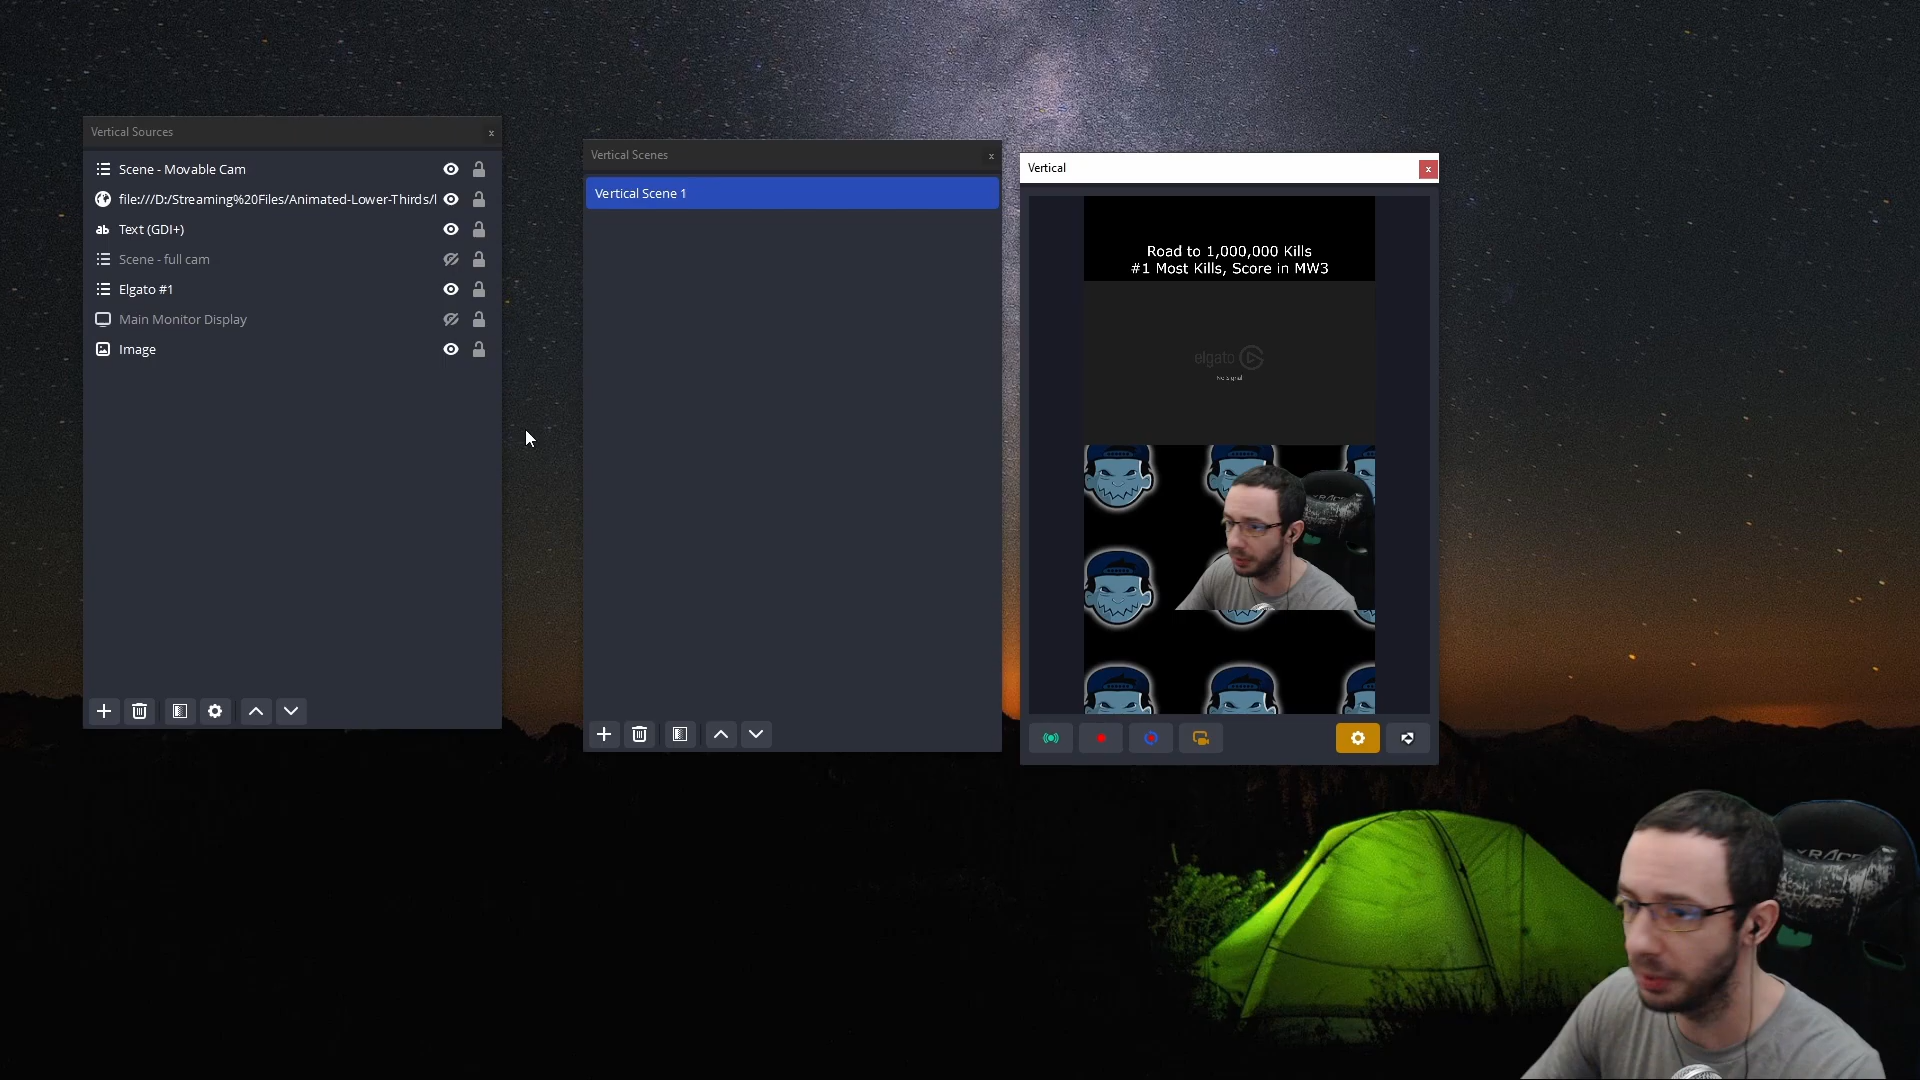 Vertical Sources
Scene - Movable Cam
file:///D:/Streaming%20Files/Animated-Lower-Thirds/l
Text (GDI+)
Scene - full cam
Elgato #1
Main Monitor Display
Image
Vertical Scenes
Vertical Scene 1
Vertical
Road to 1,000,000 Kills
#1 Most Kills, Score in MW3
elgato
No signal